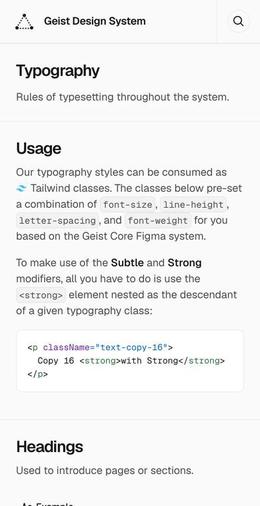 Geist Design System
Typography
Rules of typesetting throughout the system.
Usage
Our typography styles can be consumed as
Tailwind classes. The classes below pre-set
a combination of font-size, line-height,
letter-spacing, and font-weight for you
based on the Geist Core Figma system.
To make use of the Subtle and Strong
modifiers, all you have to do is use the
<strong> element nested as the descendant
of a given typography class:
<p className="text-copy-16">
Copy 16 <strong>with Strong</strong>
</p>
Headings
Used to introduce pages or sections.